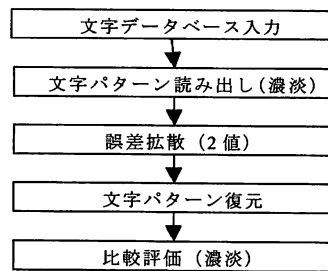 文字データベース入力
文字パターン読み出し(濃淡)
誤差拡散 (2値)
文字パターン復元
比較評価 (濃淡)